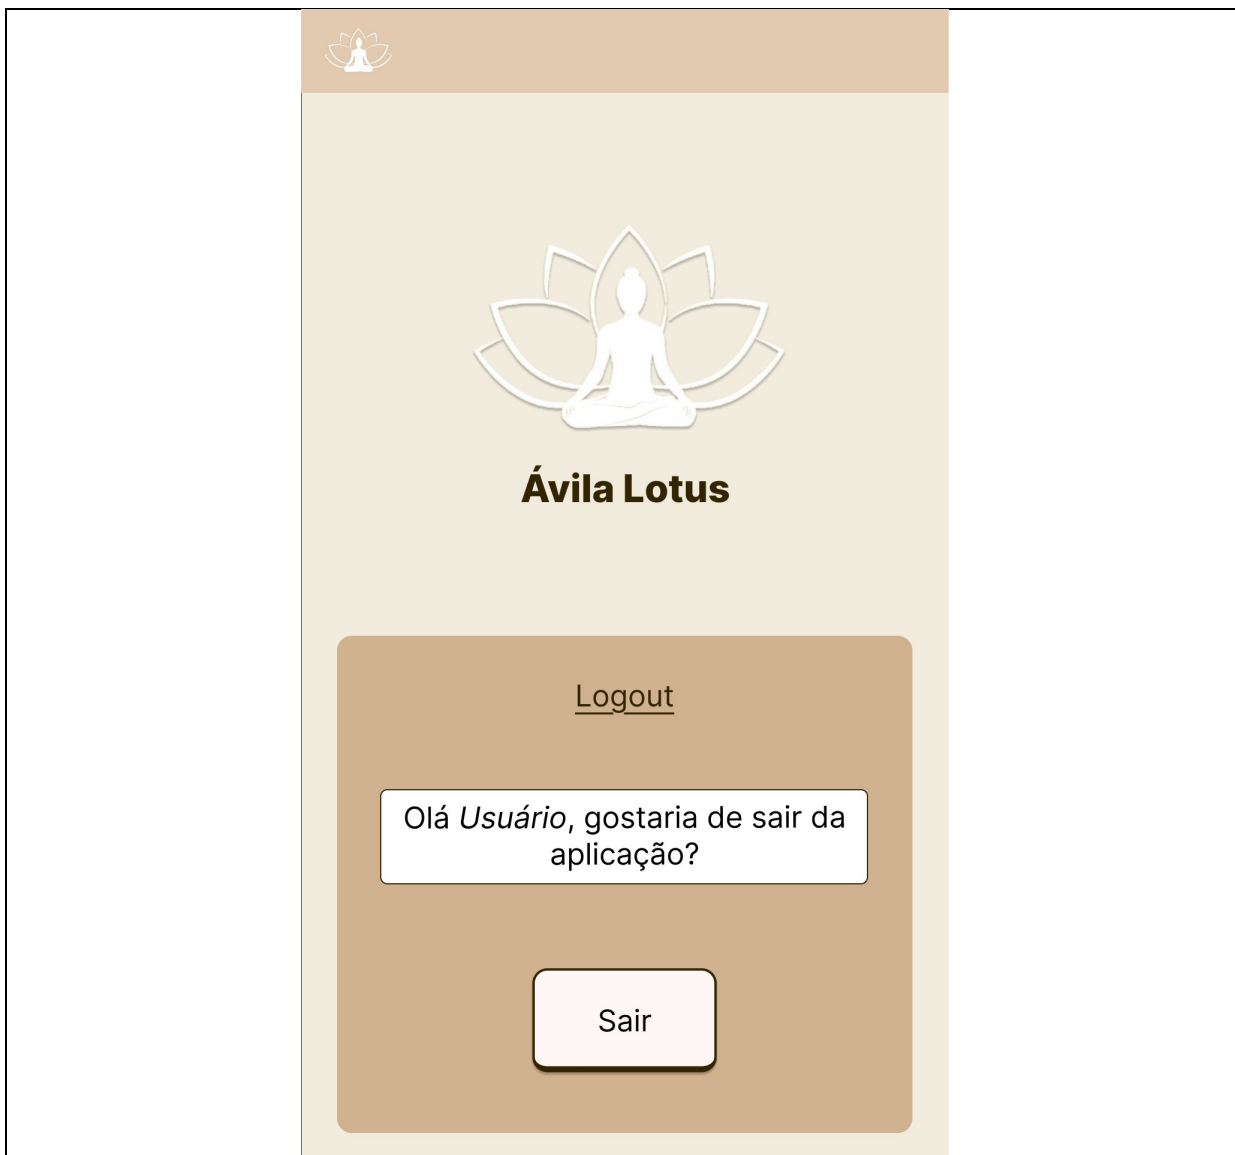 Ávila Lotus
Logout
Olá Usuário, gostaria de sair da
aplicação?
Sair